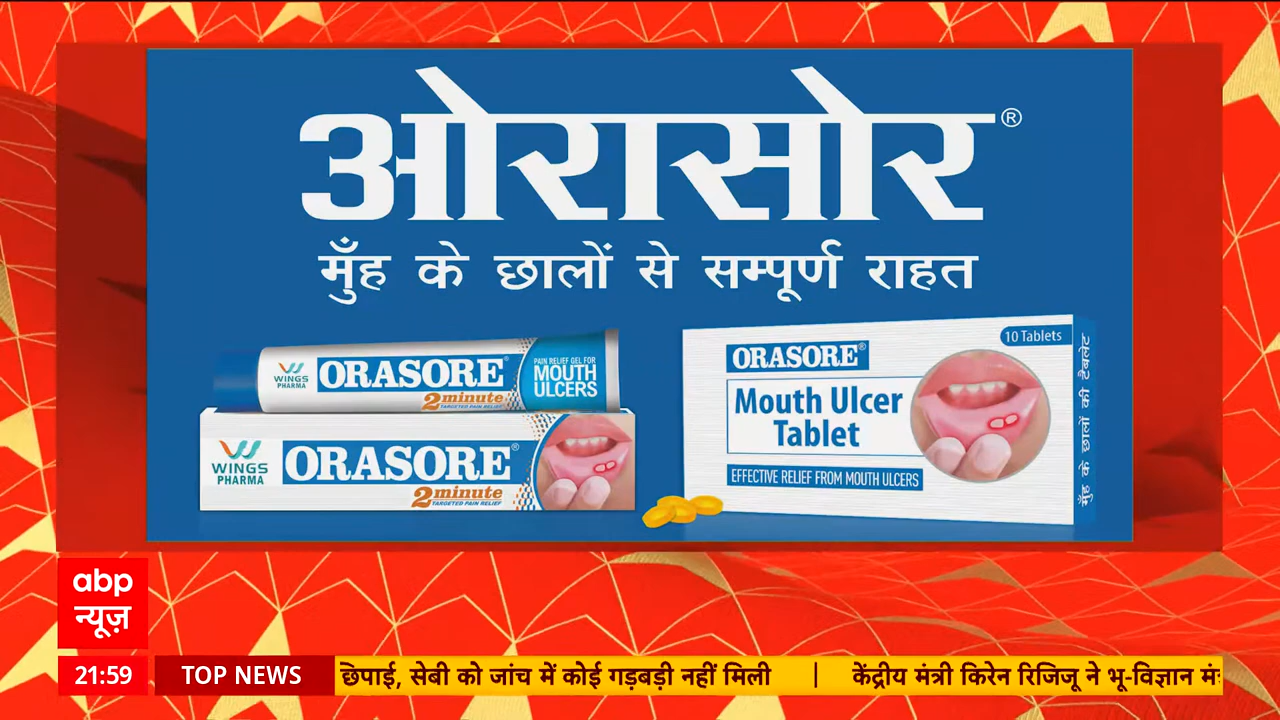 ओरासोर®
मुँह के छालों से सम्पूर्ण राहत
WINGS
PHARMA
ORASORE®
2 minute
TARGETED PAIN RELIEF
PAIN RELIEF GEL FOR
MOUTH
ULCERS
WINGS
PHARMA
ORASORE®
2 minute
TARGETED PAIN RELIEF
10 Tablets
ORASORE®
Mouth Ulcer
Tablet
EFFECTIVE RELIEF FROM MOUTH ULCERS
मुँह के छालों की टैबलेट
abp
न्यूज़
21:59 TOP NEWS छिपाई, सेबी को जांच में कोई गड़बड़ी नहीं मिली | केंद्रीय मंत्री किरेन रिजिजू ने भू-विज्ञान